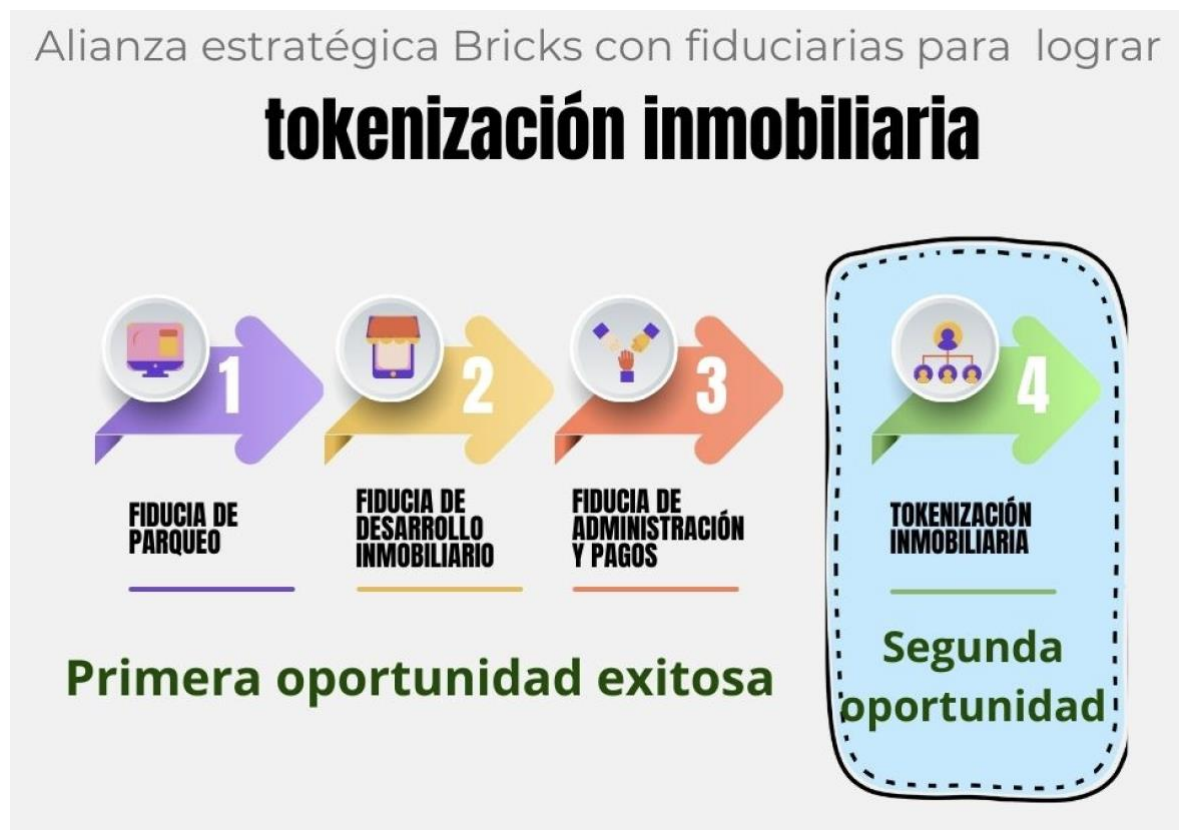 Alianza estratégica Bricks con fiduciarias para lograr
tokenización inmobiliaria
1
2
3
4
FIDUCIA DE
PARQUEO
FIDUCIA DE
DESARROLLO
INMOBILIARIO
FIDUCIA DE
ADMINISTRACIÓN
Y PAGOS
TOKENIZACIÓN
INMOBILIARIA
Primera oportunidad exitosa
Segunda
oportunidad